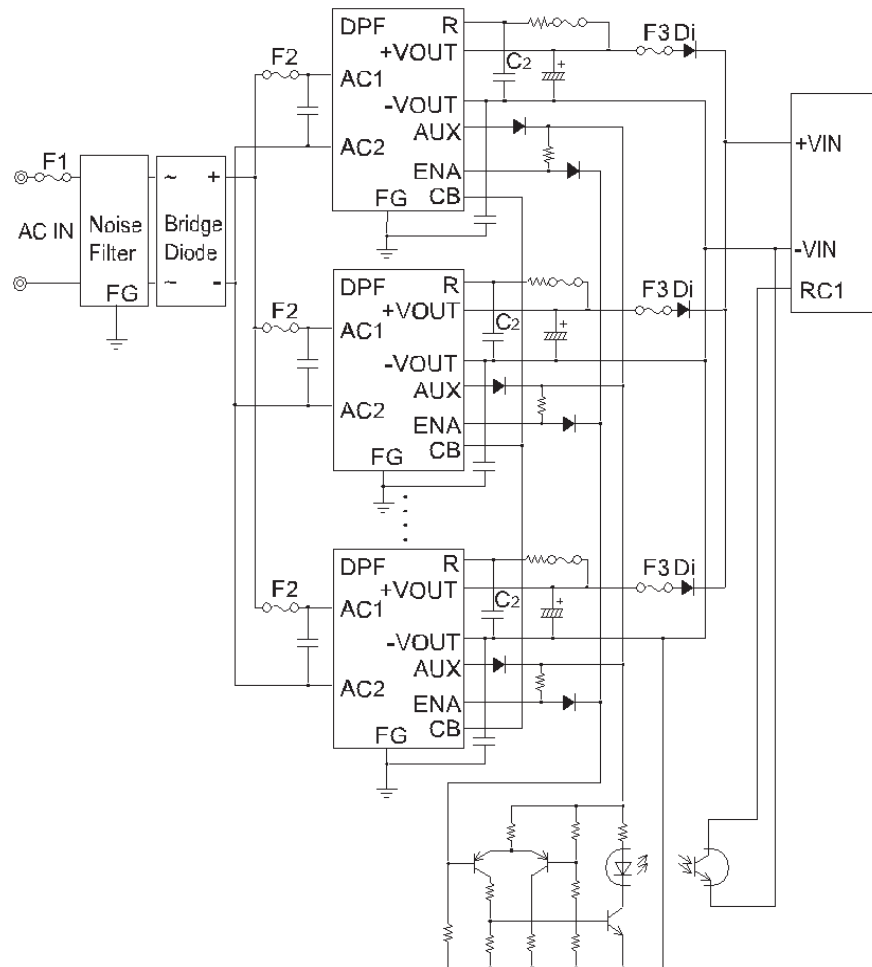 DPF
R
+VOUT
AC1
C2
-VOUT
AUX
AC2
ENA
CB
FG
F2
F3 Di
F1
AC IN
Noise
Filter
FG
~ +
Bridge
Diode
~ -
+
+VIN
-VIN
RC1
DPF
R
+VOUT
AC1
C2
-VOUT
AUX
AC2
ENA
CB
FG
F2
F3 Di
+
DPF
R
+VOUT
AC1
C2
-VOUT
AUX
AC2
ENA
CB
FG
F2
F3 Di
+